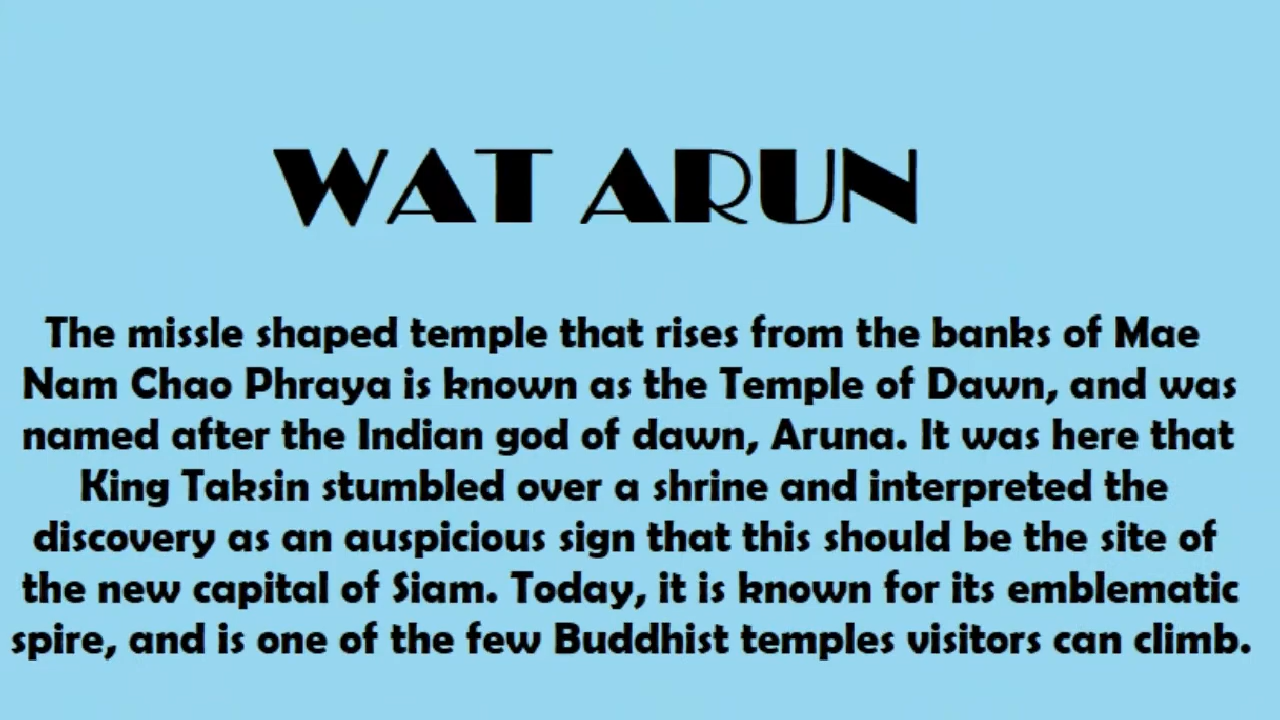 WAT ARUN
The missle shaped temple that rises from the banks of Mae
Nam Chao Phraya is known as the Temple of Dawn, and was
named after the Indian god of dawn, Aruna. It was here that
King Taksin stumbled over a shrine and interpreted the
discovery as an auspicious sign that this should be the site of
the new capital of Siam. Today, it is known for its emblematic
spire, and is one of the few Buddhist temples visitors can climb.